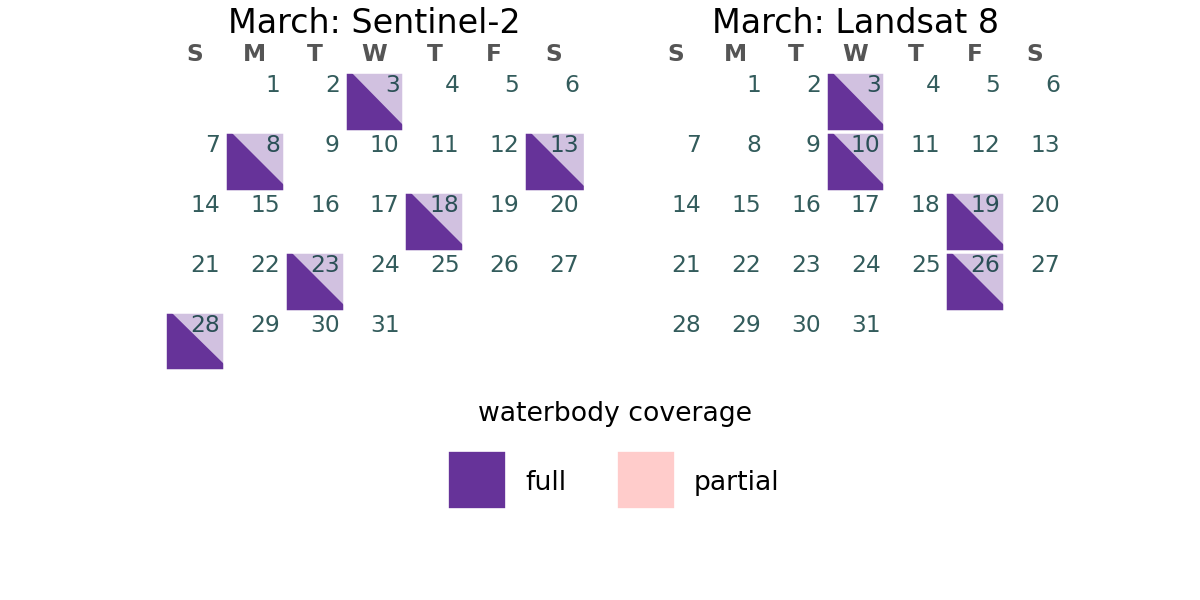 March: Sentinel-2
S M T W T F S
1 2 3 4 5 6
7 8 9 10 11 12 13
14 15 16 17 18 19 20
21 22 23 24 25 26 27
28 29 30 31
March: Landsat 8
S M T W T F S
1 2 3 4 5 6
7 8 9 10 11 12 13
14 15 16 17 18 19 20
21 22 23 24 25 26 27
28 29 30 31
waterbody coverage
full
partial